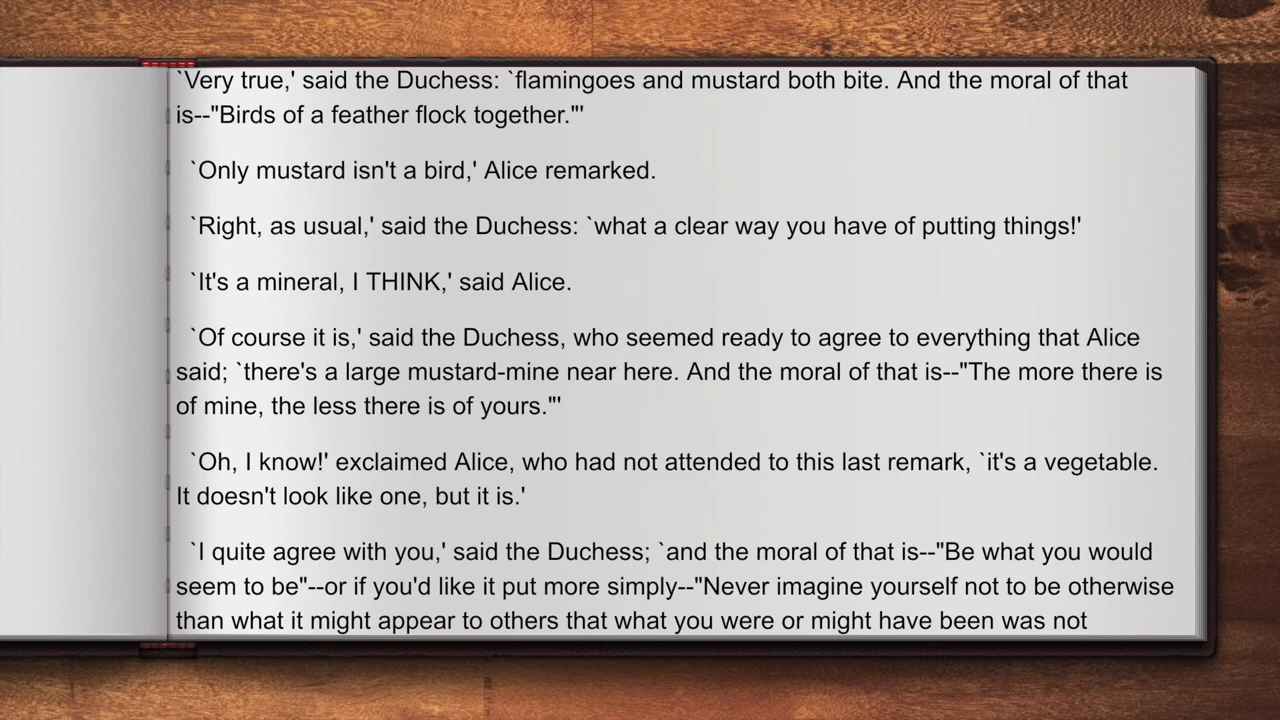 `Very true,' said the Duchess: `flamingoes and mustard both bite. And the moral of that
is--"Birds of a feather flock together."'
`Only mustard isn't a bird,' Alice remarked.
`Right, as usual,' said the Duchess: `what a clear way you have of putting things!'
`It's a mineral, I THINK,' said Alice.
`Of course it is,' said the Duchess, who seemed ready to agree to everything that Alice
said; `there's a large mustard-mine near here. And the moral of that is--"The more there is
of mine, the less there is of yours."'
`Oh, I know!' exclaimed Alice, who had not attended to this last remark, `it's a vegetable.
It doesn't look like one, but it is.'
`I quite agree with you,' said the Duchess; `and the moral of that is--"Be what you would
seem to be"--or if you'd like it put more simply--"Never imagine yourself not to be otherwise
than what it might appear to others that what you were or might have been was not